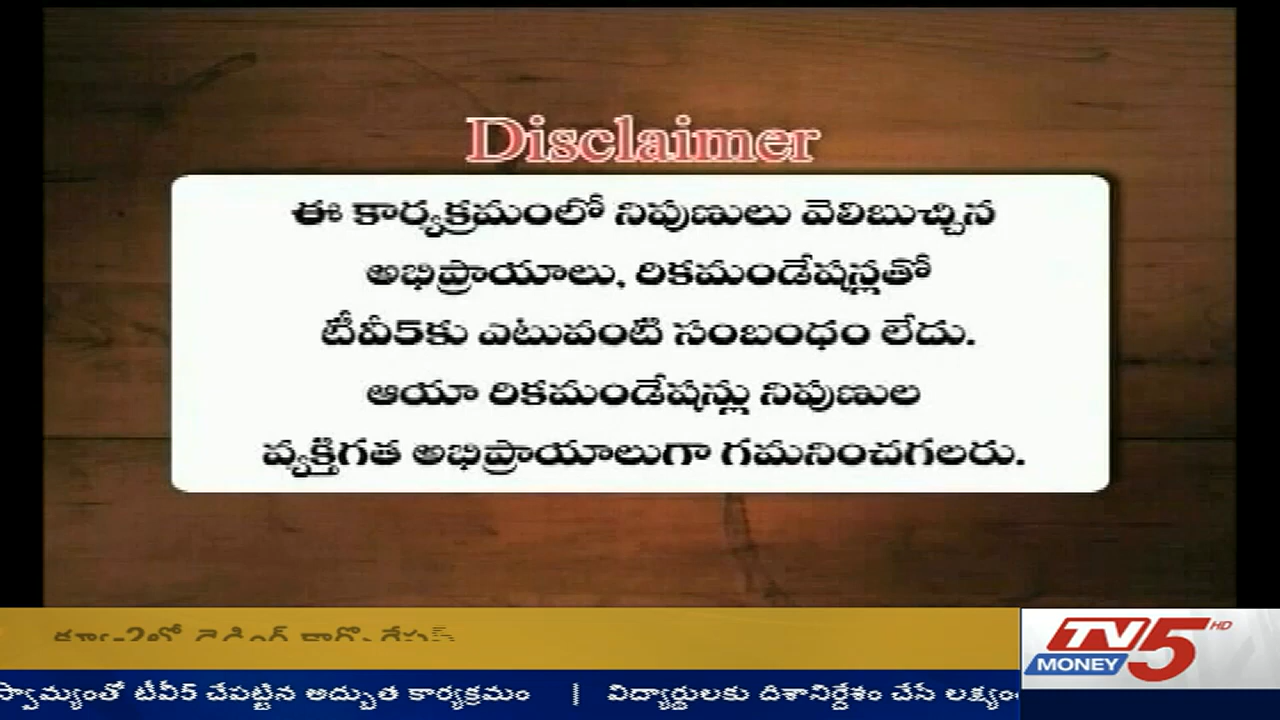 Disclaimer
ఈ కార్యక్రమంలో నిపుణులు వెలిబుచ్చిన
అభిప్రాయాలు, రికమండేషన్లతో
టీవీ5కు ఎటువంటి సంబంధం లేదు.
ఆయా రికమండేషన్లు నిపుణుల
వ్యక్తిగత అభిప్రాయాలుగా గమనించగలరు.
TV5 HD
MONEY
టీవీ5 చేపట్టిన అద్భుత కార్యక్రమం | విద్యార్థులకు దిశానిర్దేశం చేసే